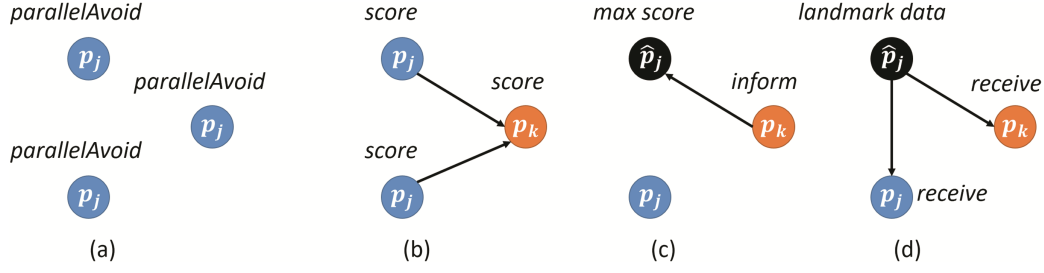 parallelAvoid
p_j
parallelAvoid
p_j
parallelAvoid
p_j
(a)
score
p_j
score
p_k
score
p_j
(b)
max score
p̂_j
inform
p_k
p_j
(c)
landmark data
p̂_j
receive
p_k
p_j receive
(d)